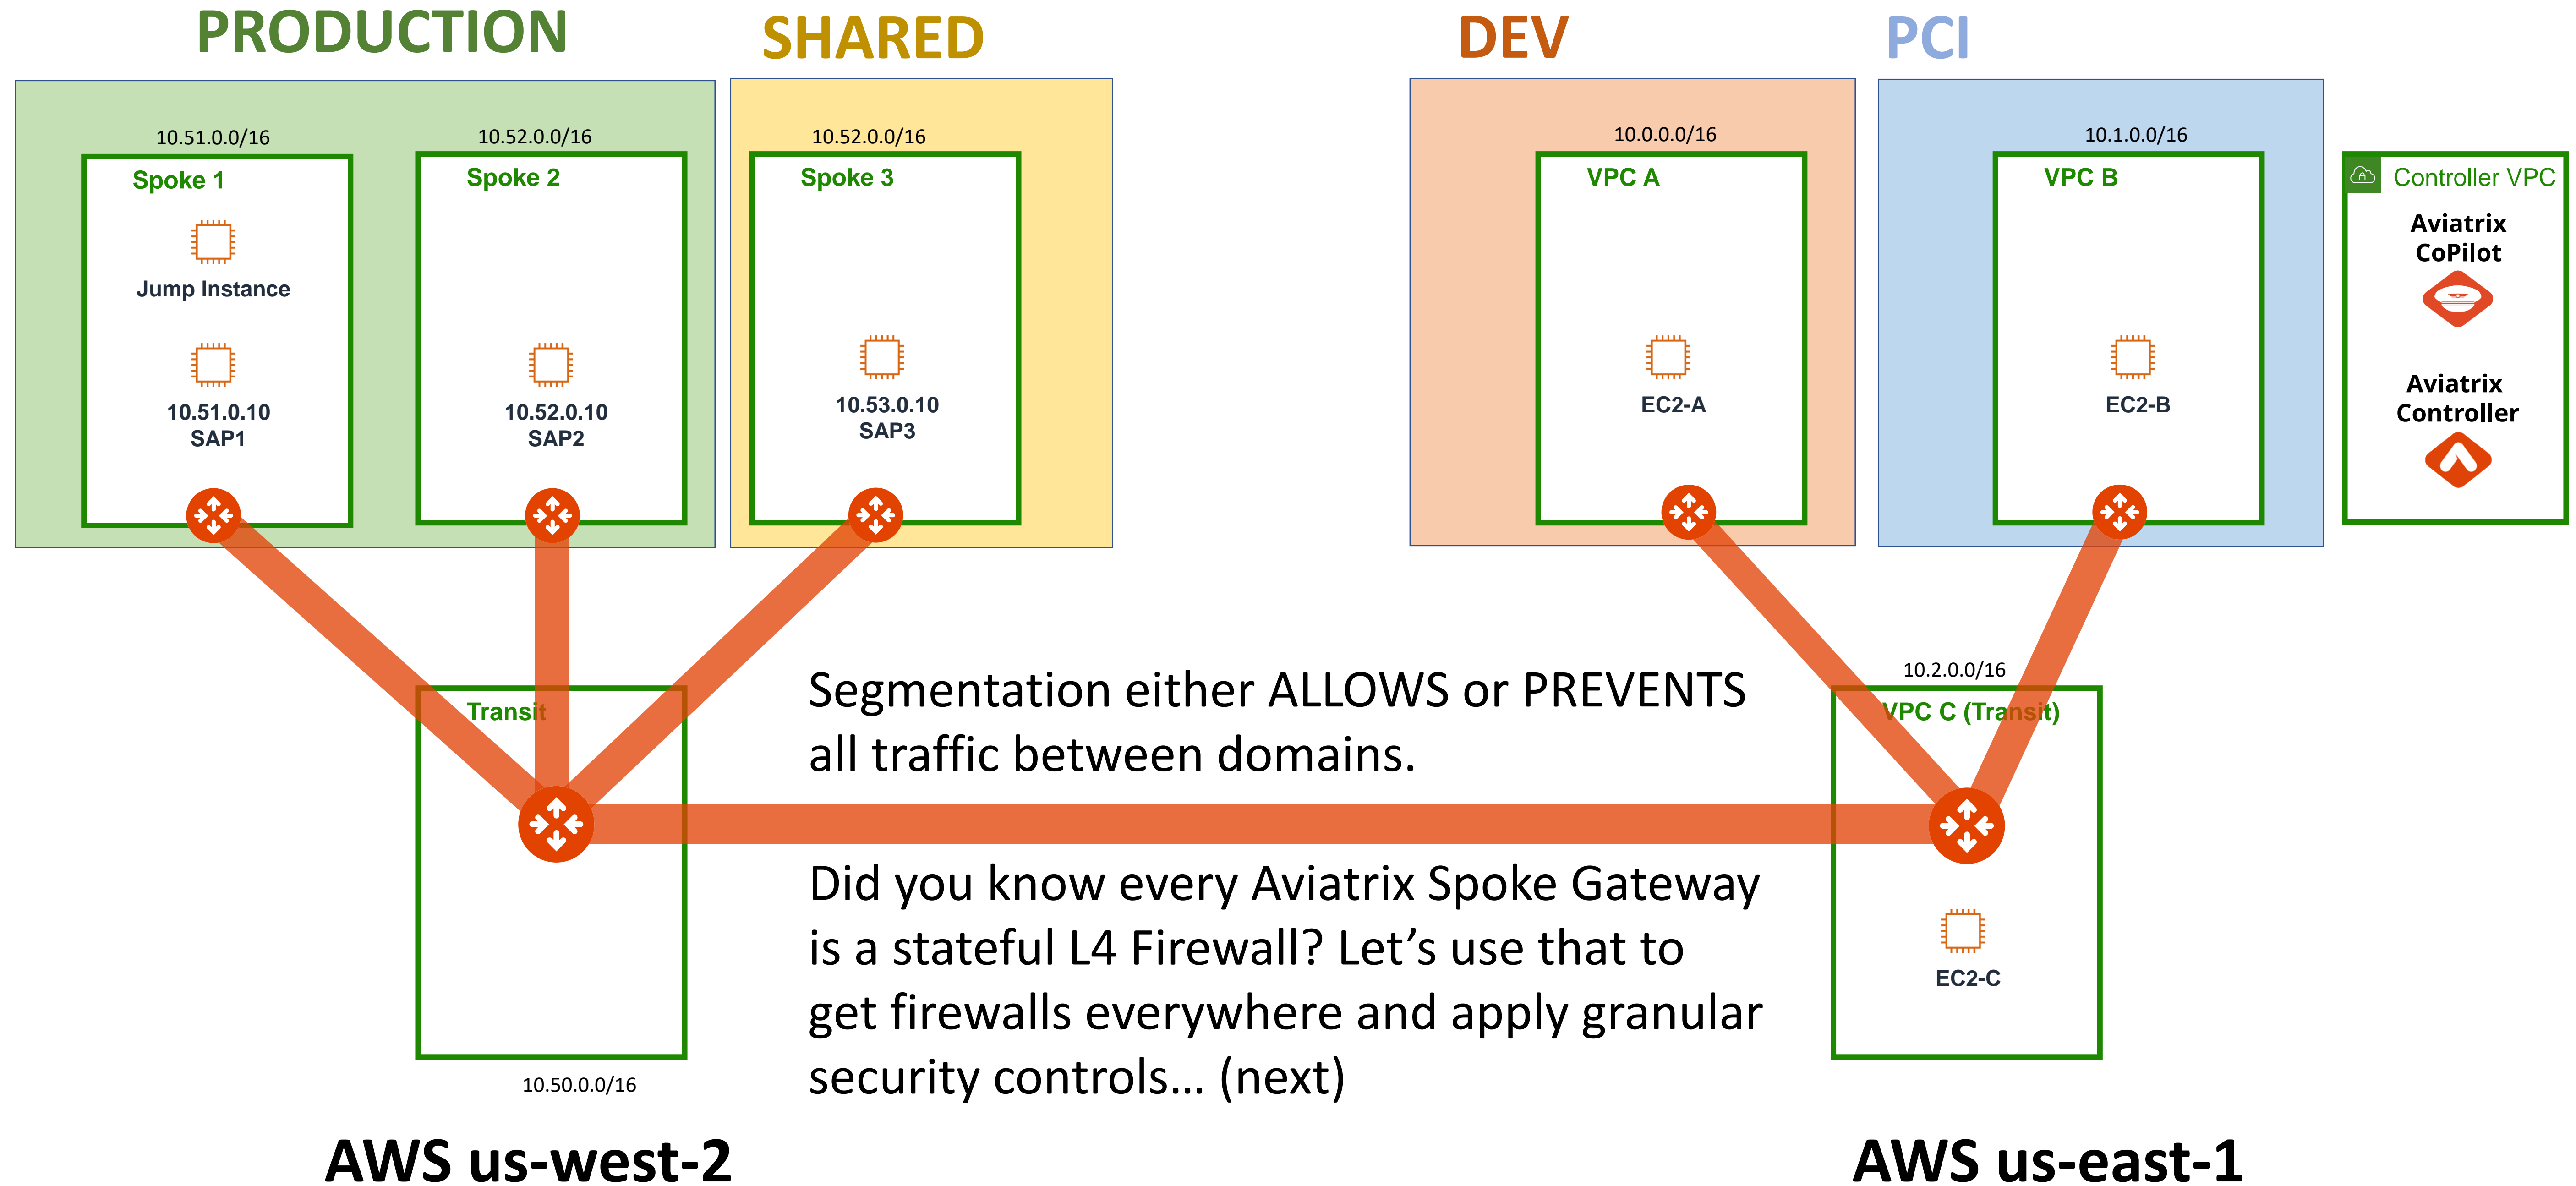 PRODUCTION
SHARED
DEV
PCI
10.51.0.0/16
10.52.0.0/16
10.52.0.0/16
10.0.0.0/16
10.1.0.0/16
Spoke 1
Spoke 2
Spoke 3
VPC A
VPC B
Controller VPC
Jump Instance
Aviatrix
CoPilot
10.51.0.10
SAP1
10.52.0.10
SAP2
10.53.0.10
SAP3
EC2-A
EC2-B
Aviatrix
Controller
Transit
10.50.0.0/16
Segmentation either ALLOWS or PREVENTS
all traffic between domains.
Did you know every Aviatrix Spoke Gateway
is a stateful L4 Firewall? Let’s use that to
get firewalls everywhere and apply granular
security controls… (next)
10.2.0.0/16
VPC C (Transit)
EC2-C
AWS us-west-2
AWS us-east-1